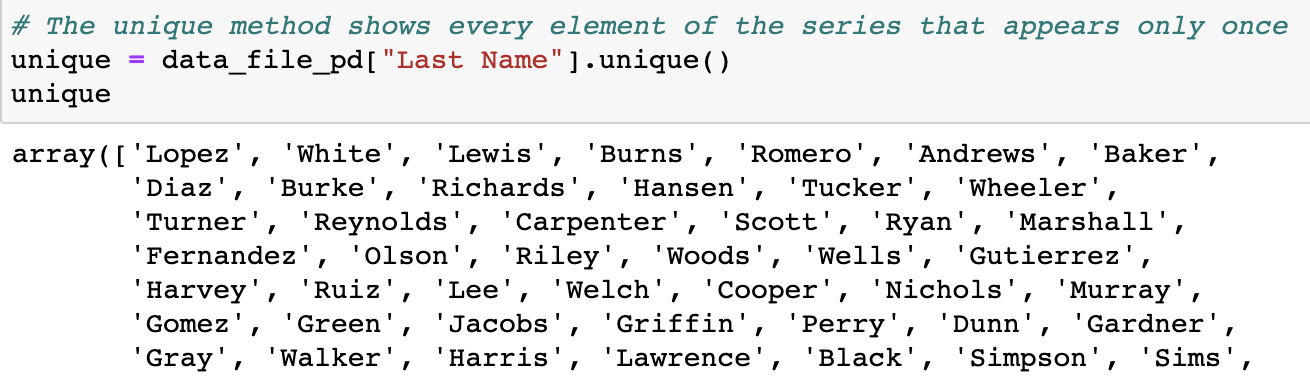 # The unique method shows every element of the series that appears only once
unique = data_file_pd["Last Name"].unique()
unique
array(['Lopez', 'White', 'Lewis', 'Burns', 'Romero', 'Andrews', 'Baker',
'Diaz', 'Burke', 'Richards', 'Hansen', 'Tucker', 'Wheeler',
'Turner', 'Reynolds', 'Carpenter', 'Scott', 'Ryan', 'Marshall',
'Fernandez', 'Olson', 'Riley', 'Woods', 'Wells', 'Gutierrez',
'Harvey', 'Ruiz', 'Lee', 'Welch', 'Cooper', 'Nichols', 'Murray',
'Gomez', 'Green', 'Jacobs', 'Griffin', 'Perry', 'Dunn', 'Gardner',
'Gray', 'Walker', 'Harris', 'Lawrence', 'Black', 'Simpson', 'Sims',